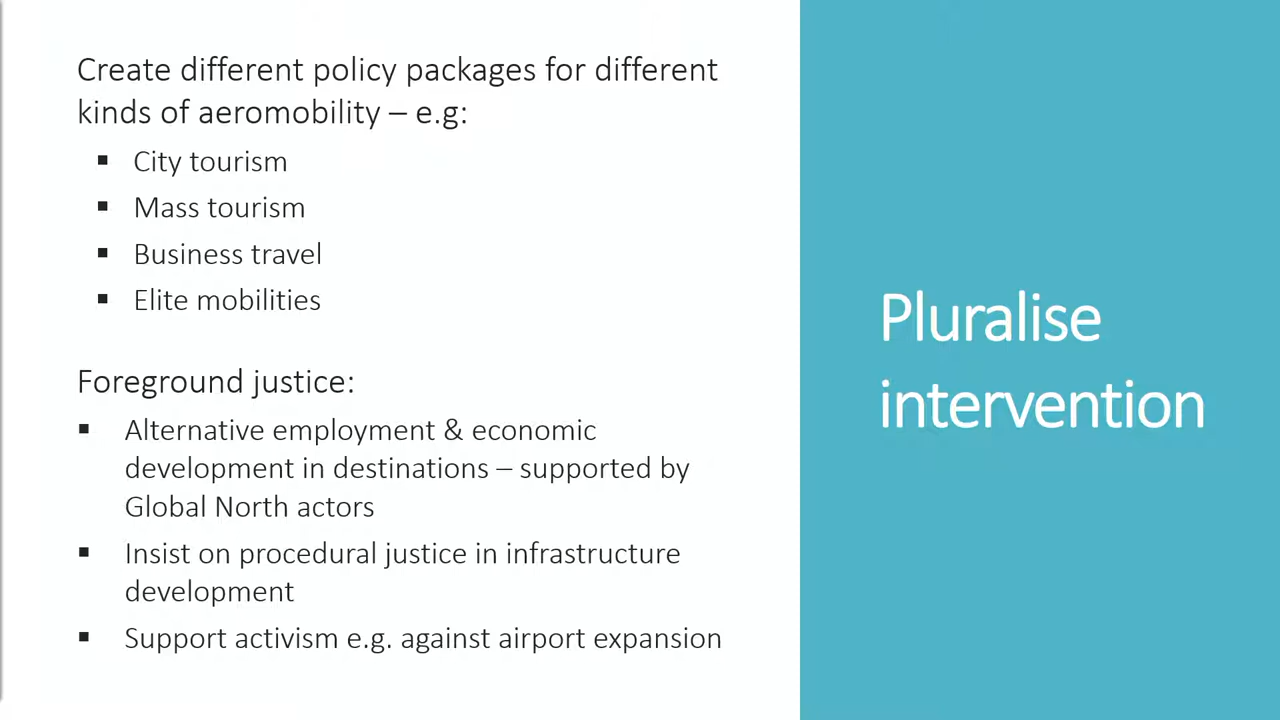 Create different policy packages for different
kinds of aeromobility – e.g:
▪ City tourism
▪ Mass tourism
▪ Business travel
▪ Elite mobilities
Foreground justice:
▪ Alternative employment & economic
development in destinations – supported by
Global North actors
▪ Insist on procedural justice in infrastructure
development
▪ Support activism e.g. against airport expansion
Pluralise
intervention